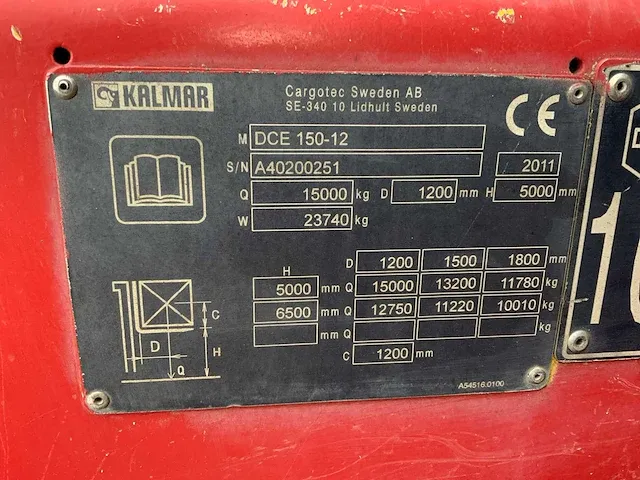 KALMAR
Cargotec Sweden AB
SE-340 10 Lidhult Sweden
CE
M DCE 150-12
S/N A40200251 2011
Q 15000 kg D 1200 mm H 5000 mm
W 23740 kg
H D 1200 1500 1800 mm
5000 mm Q 15000 13200 11780 kg
6500 mm Q 12750 11220 10010 kg
mm Q kg
C 1200 mm
C
D H
Q
A54516.0100